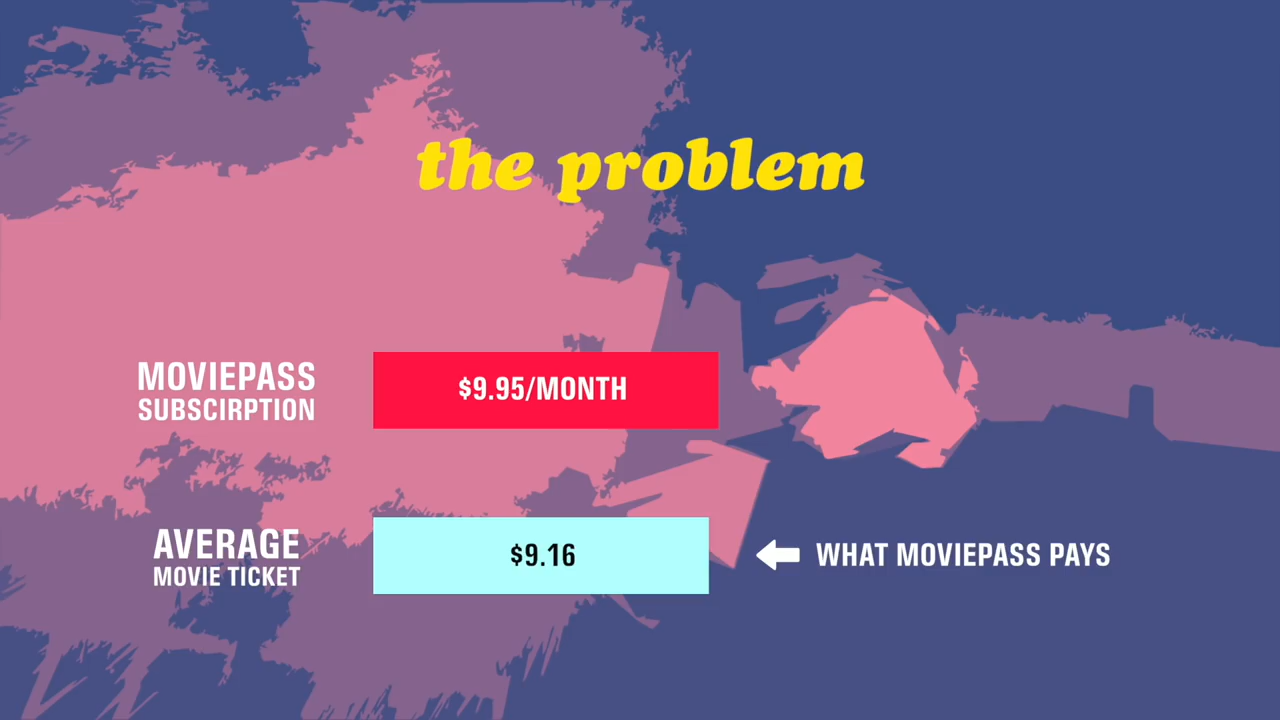 the problem
MOVIEPASS
SUBSCIRPTION
$9.95/MONTH
AVERAGE
MOVIE TICKET
$9.16
WHAT MOVIEPASS PAYS